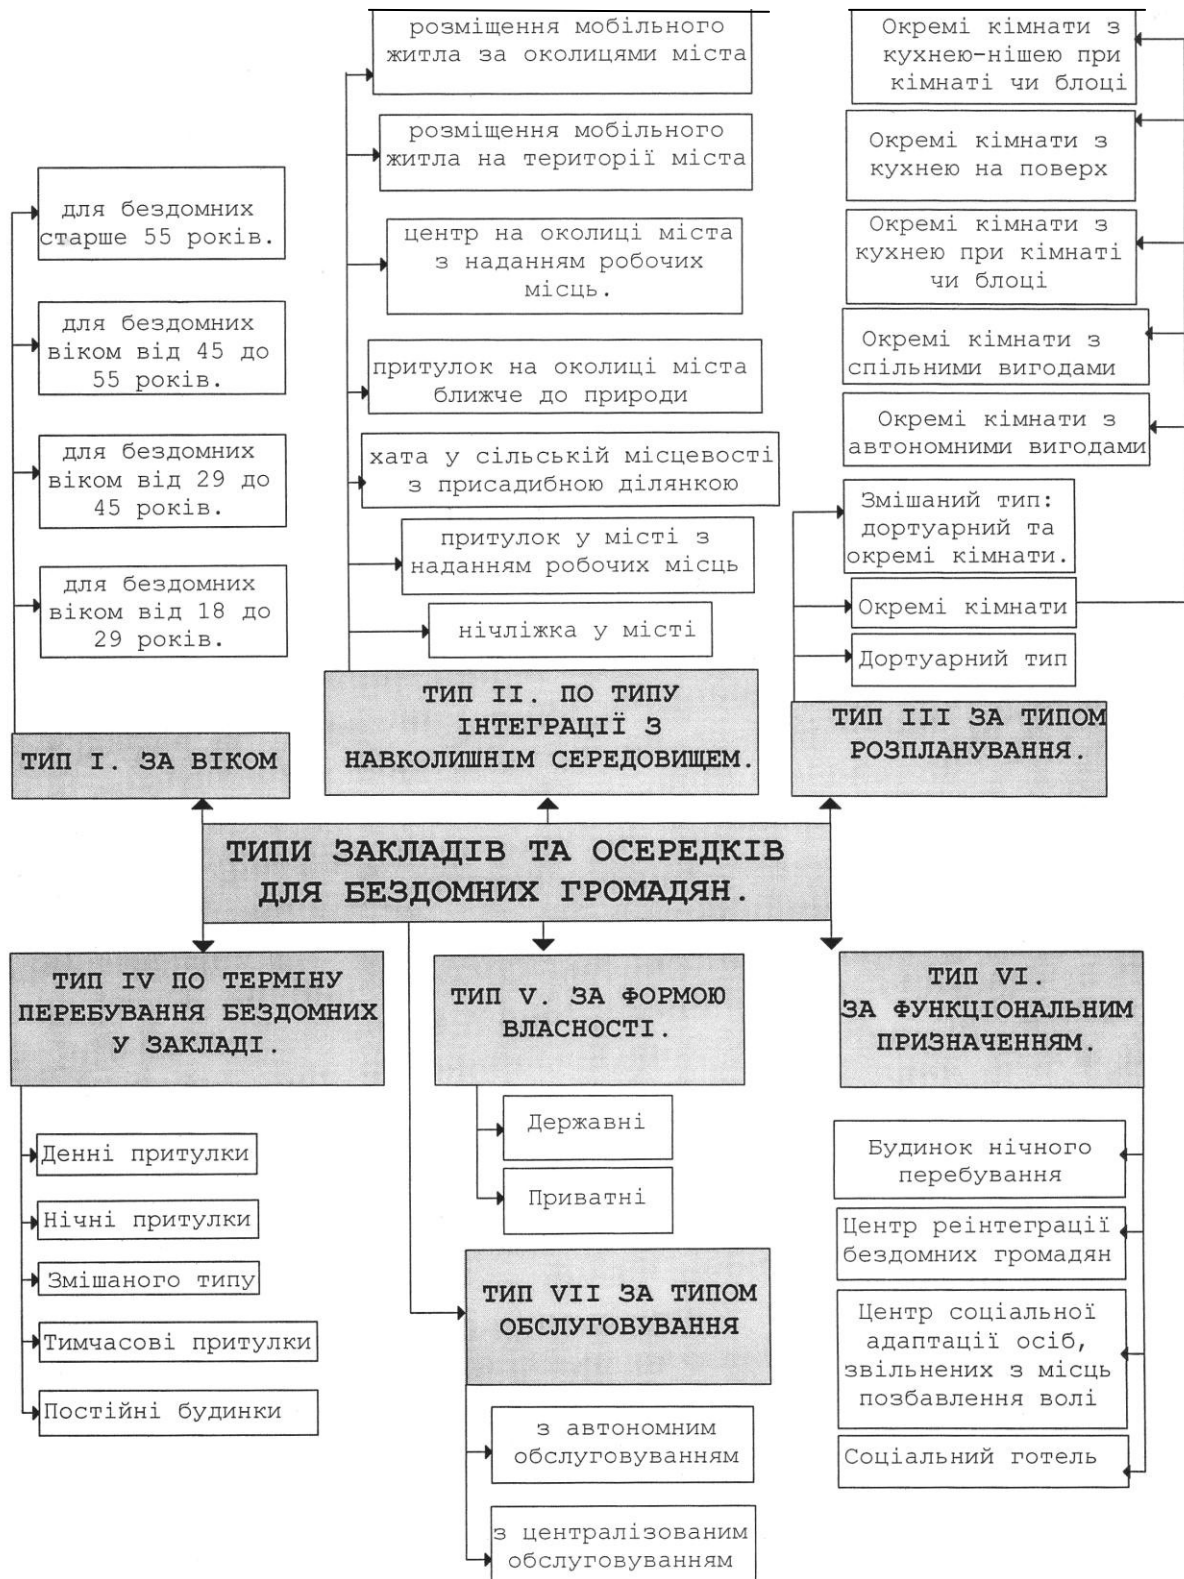 розміщення мобільного
житла за околицями міста
розміщення мобільного
житла на території міста
центр на околиці міста
з наданням робочих
місць.
притулок на околиці міста
ближче до природи
хата у сільській місцевості
з присадибною ділянкою
притулок у місті з
наданням робочих місць
нічліжка у місті
Окремі кімнати з
кухнею-нішею при
кімнаті чи блоці
Окремі кімнати з
кухнею на поверх
Окремі кімнати з
кухнею при кімнаті
чи блоці
Окремі кімнати з
спільними вигодами
Окремі кімнати з
автономними вигодами
Змішаний тип:
дортуарний та
окремі кімнати.
Окремі кімнати
Дортуарний тип
для бездомних
старше 55 років.
для бездомних
віком від 45 до
55 років.
для бездомних
віком від 29 до
45 років.
для бездомних
віком від 18 до
29 років.
ТИП І. ЗА ВІКОМ
ТИП ІІ. ПО ТИПУ
ІНТЕГРАЦІЇ З
НАВКОЛИШНІМ СЕРЕДОВИЩЕМ.
ТИП ІІІ ЗА ТИПОМ
РОЗПЛАНУВАННЯ.
ТИПИ ЗАКЛАДІВ ТА ОСЕРЕДКІВ
ДЛЯ БЕЗДОМНИХ ГРОМАДЯН.
ТИП IV ПО ТЕРМІНУ
ПЕРЕБУВАННЯ БЕЗДОМНИХ
У ЗАКЛАДІ.
ТИП V. ЗА ФОРМОЮ
ВЛАСНОСТІ.
ТИП VI.
ЗА ФУНКЦІОНАЛЬНИМ
ПРИЗНАЧЕННЯМ.
Денні притулки
Нічні притулки
Змішаного типу
Тимчасові притулки
Постійні будинки
Державні
Приватні
ТИП VII ЗА ТИПОМ
ОБСЛУГОВУВАННЯ
з автономним
обслуговуванням
з централізованим
обслуговуванням
Будинок нічного
перебування
Центр реінтеграції
бездомних громадян
Центр соціальної
адаптації осіб,
звільнених з місць
позбавлення волі
Соціальний готель